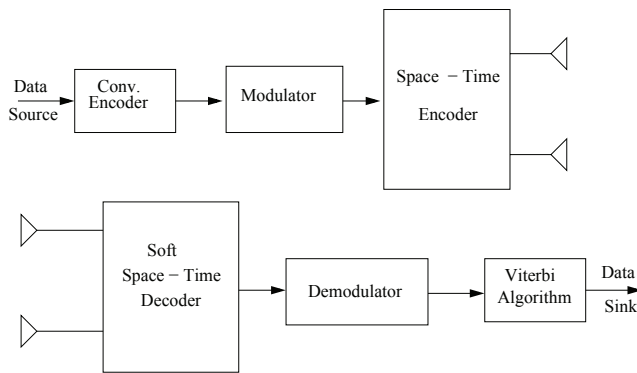 Data
Source
Conv.
Encoder
Modulator
Space – Time
Encoder
Soft
Space – Time
Decoder
Demodulator
Viterbi
Algorithm
Data
Sink